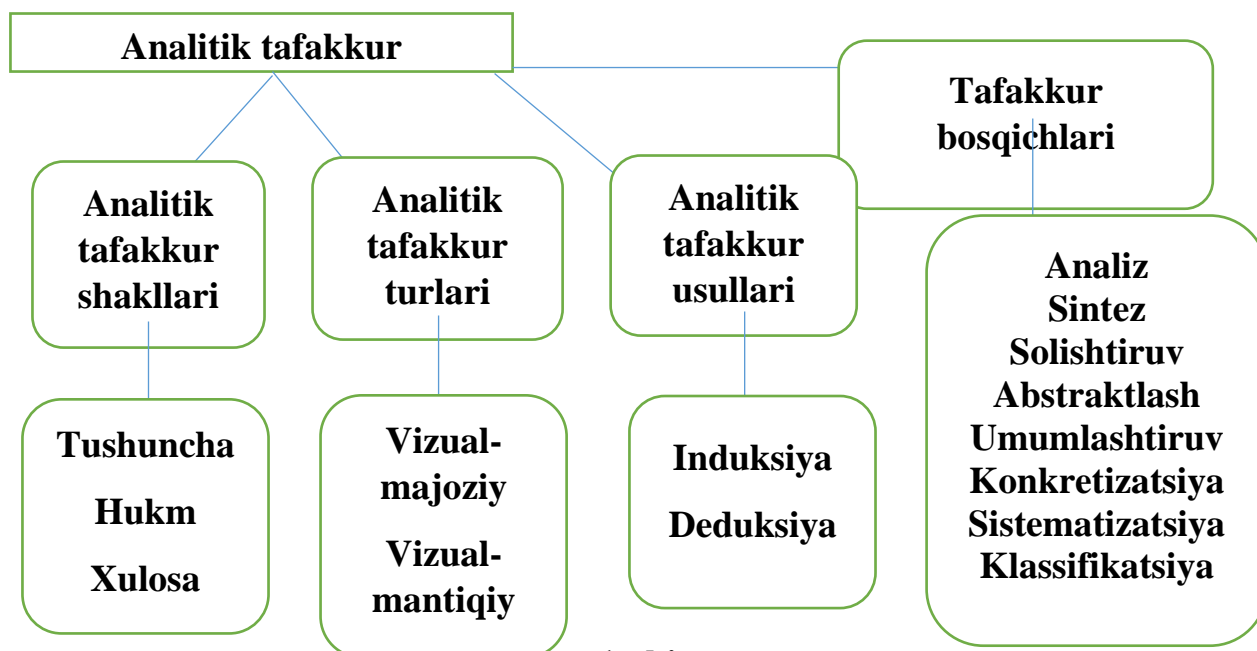 Analitik tafakkur
Tafakkur
bosqichlari
Analitik
tafakkur
shakllari
Analitik
tafakkur
turlari
Analitik
tafakkur
usullari
Tushuncha
Hukm
Xulosa
Vizual-
majoziy
Vizual-
mantiqiy
Induksiya
Deduksiya
Analiz
Sintez
Solishtiruv
Abstraktlash
Umumlashtiruv
Konkretizatsiya
Sistematizatsiya
Klassifikatsiya